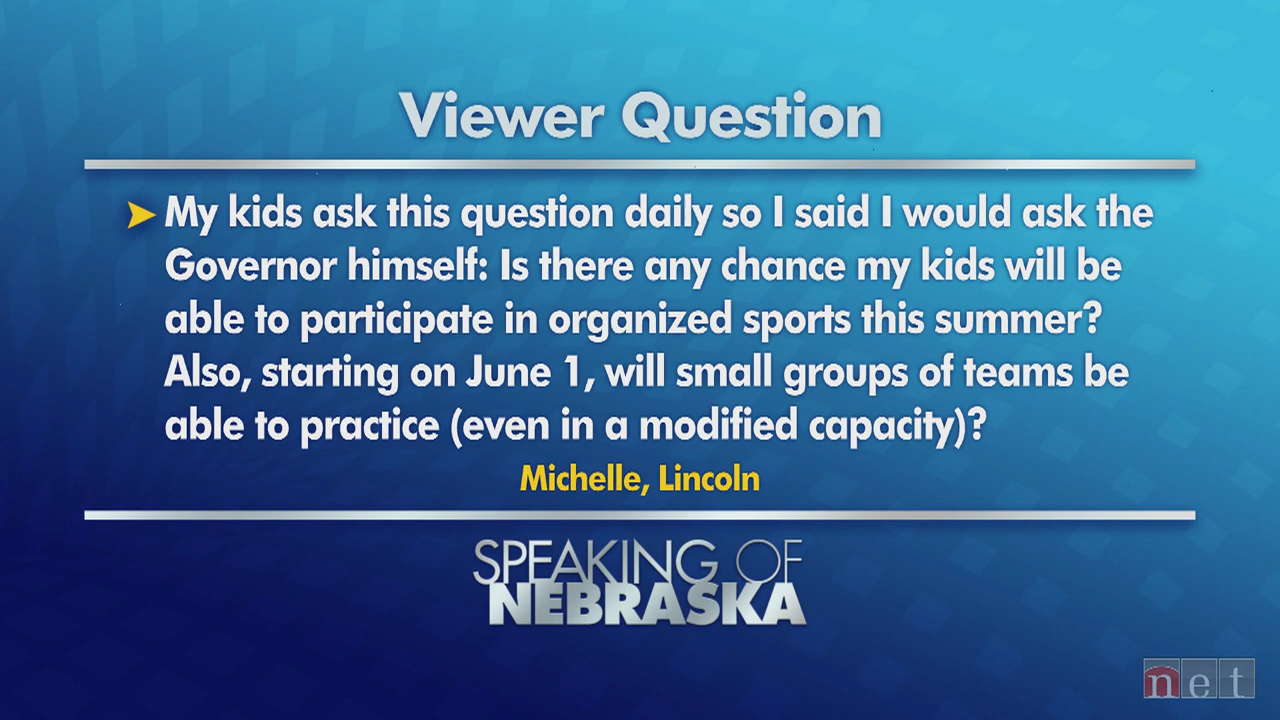 Viewer Question
➤ My kids ask this question daily so I said I would ask the
Governor himself: Is there any chance my kids will be
able to participate in organized sports this summer?
Also, starting on June 1, will small groups of teams be
able to practice (even in a modified capacity)?
Michelle, Lincoln
SPEAKING OF
NEBRASKA
net